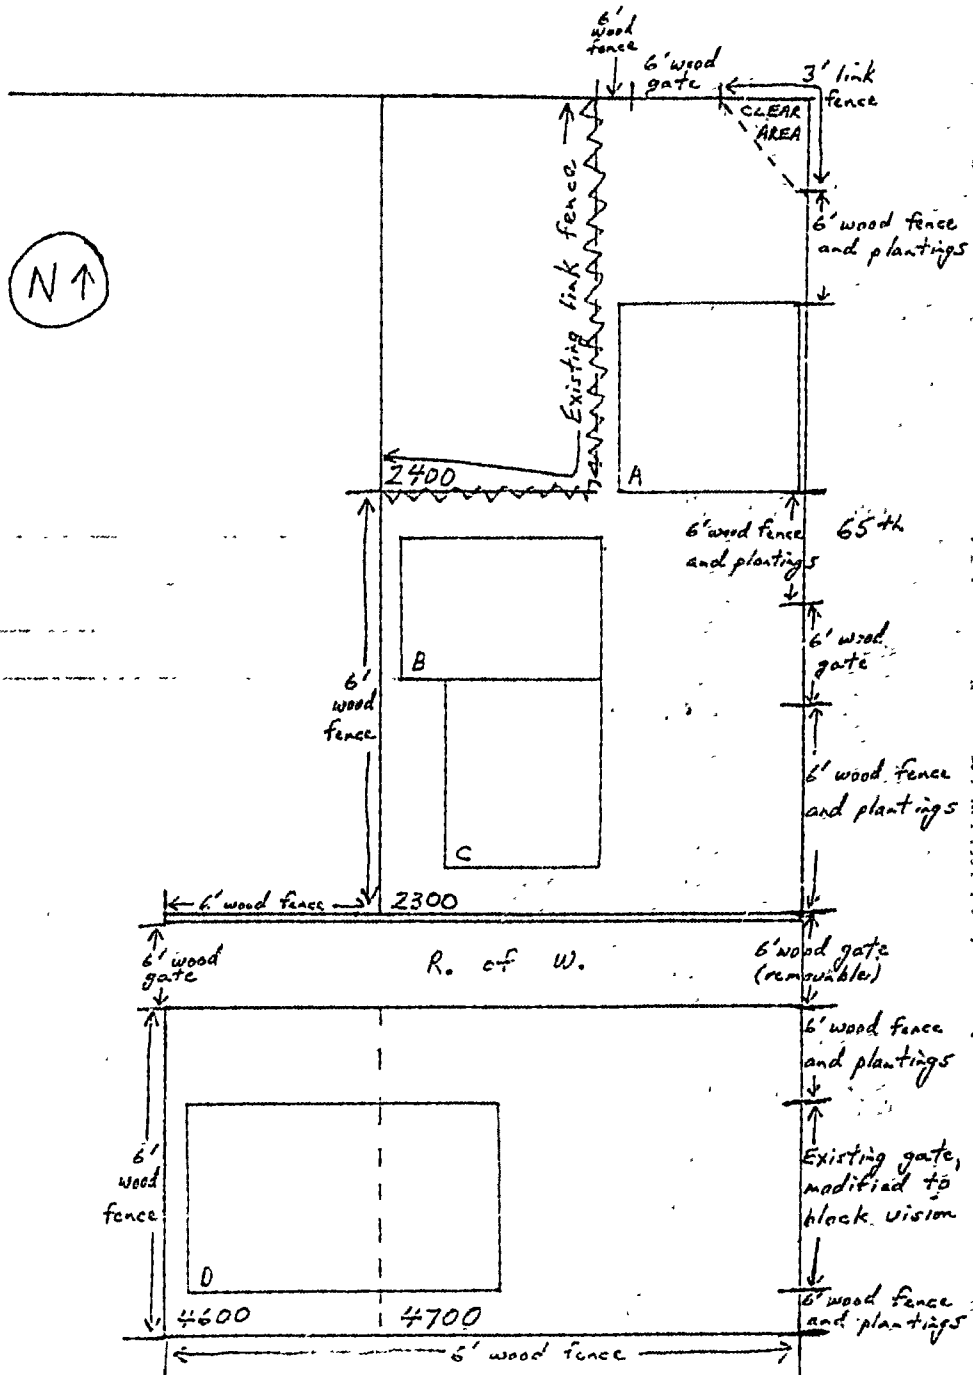 6'
wood
fence
6' wood
gate
3' link
fence
CLEAR
AREA
N ↑
Existing link fence
6' wood fence
and plantings
2400
A
6' wood fence
and plantings
65th
B
6' wood
gate
6'
wood
fence
6' wood fence
and plantings
C
6' wood fence
2300
6' wood
gate
R. of W.
6' wood gate
(removable)
6' wood fence
and plantings
6'
wood
fence
Existing gate,
modified to
block vision
D
4600
4700
6' wood fence
and plantings
6' wood fence